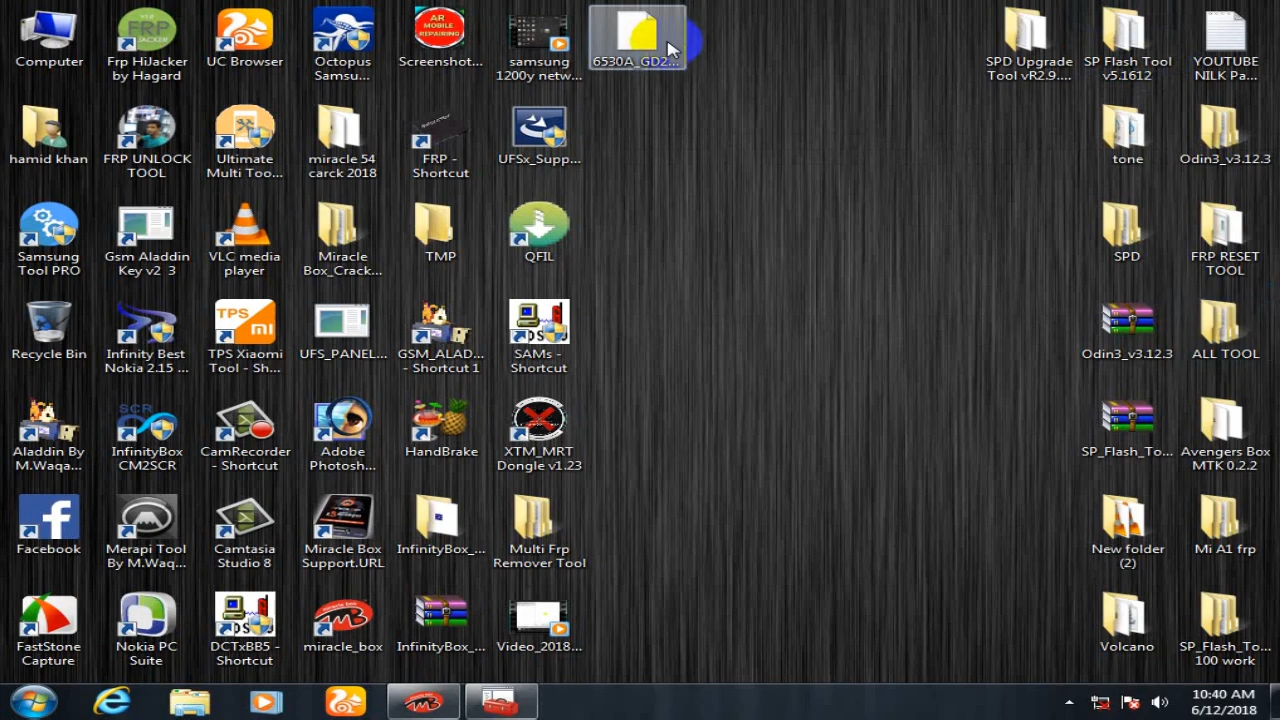 Computer
Frp HiJacker
by Hagard
UC Browser
Octopus
Samsu...
AR
MOBILE
REPAIRING
Screenshot...
samsung
1200y netw...
6530A_GD2...
SPD Upgrade
Tool vR2.9....
SP Flash Tool
v5.1612
YOUTUBE
NILK Pa...
hamid khan
FRP UNLOCK
TOOL
Ultimate
Multi Too...
miracle 54
carck 2018
FRP -
Shortcut
UFSx_Supp...
tone
Odin3_v3.12.3
Samsung
Tool PRO
Gsm Aladdin
Key v2_3
VLC media
player
Miracle
Box_Crack...
TMP
QFIL
SPD
FRP RESET
TOOL
Recycle Bin
Infinity Best
Nokia 2.15 ...
TPS
TPS Xiaomi
Tool - Sh...
UFS_PANEL...
GSM_ALAD...
- Shortcut 1
SAMs -
Shortcut
Odin3_v3.12.3
ALL TOOL
Aladdin By
M.Waqa...
SCR
InfinityBox
CM2SCR
CamRecorder
- Shortcut
Adobe
Photosh...
HandBrake
XTM_MRT
Dongle v1.23
SP_Flash_To...
Avengers Box
MTK 0.2.2
Facebook
Merapi Tool
By M.Waq...
Camtasia
Studio 8
Miracle Box
Support.URL
InfinityBox_...
Multi Frp
Remover Tool
New folder
(2)
Mi A1 frp
FastStone
Capture
Nokia PC
Suite
DCTxBB5 -
Shortcut
miracle_box
InfinityBox_...
Video_2018...
Volcano
SP_Flash_To...
100 work
10:40 AM
6/12/2018